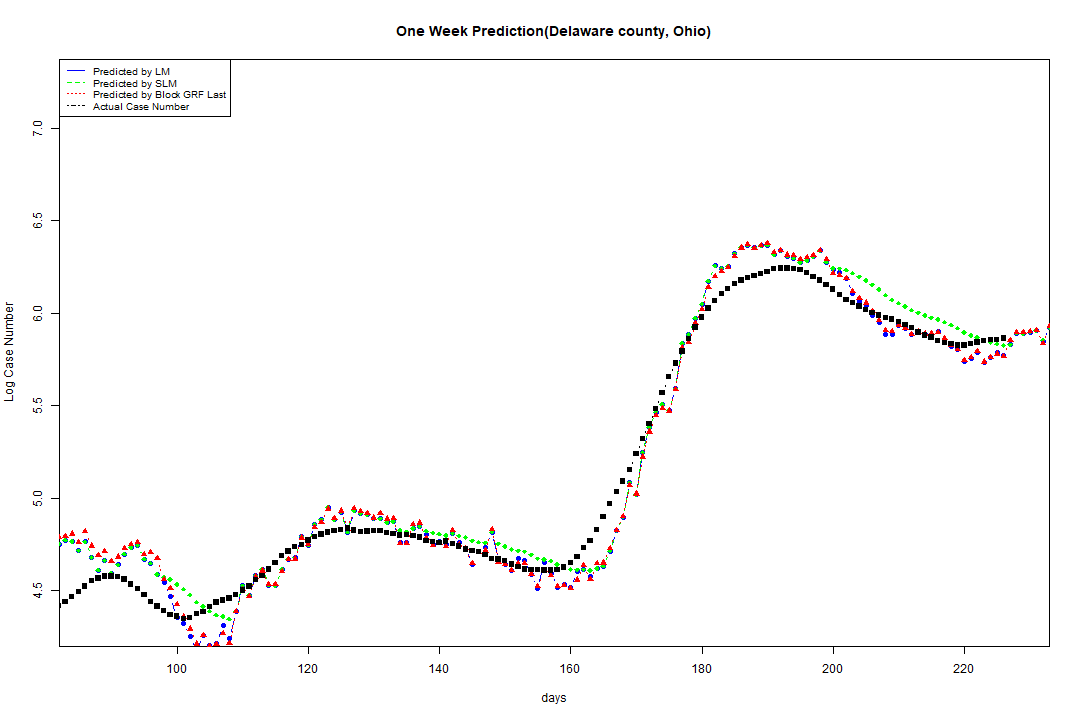 One Week Prediction(Delaware county, Ohio)
Predicted by LM
Predicted by SLM
Predicted by Block GRF Last
Actual Case Number
Log Case Number
7.0
6.5
6.0
5.5
5.0
4.5
100 120 140 160 180 200 220
days